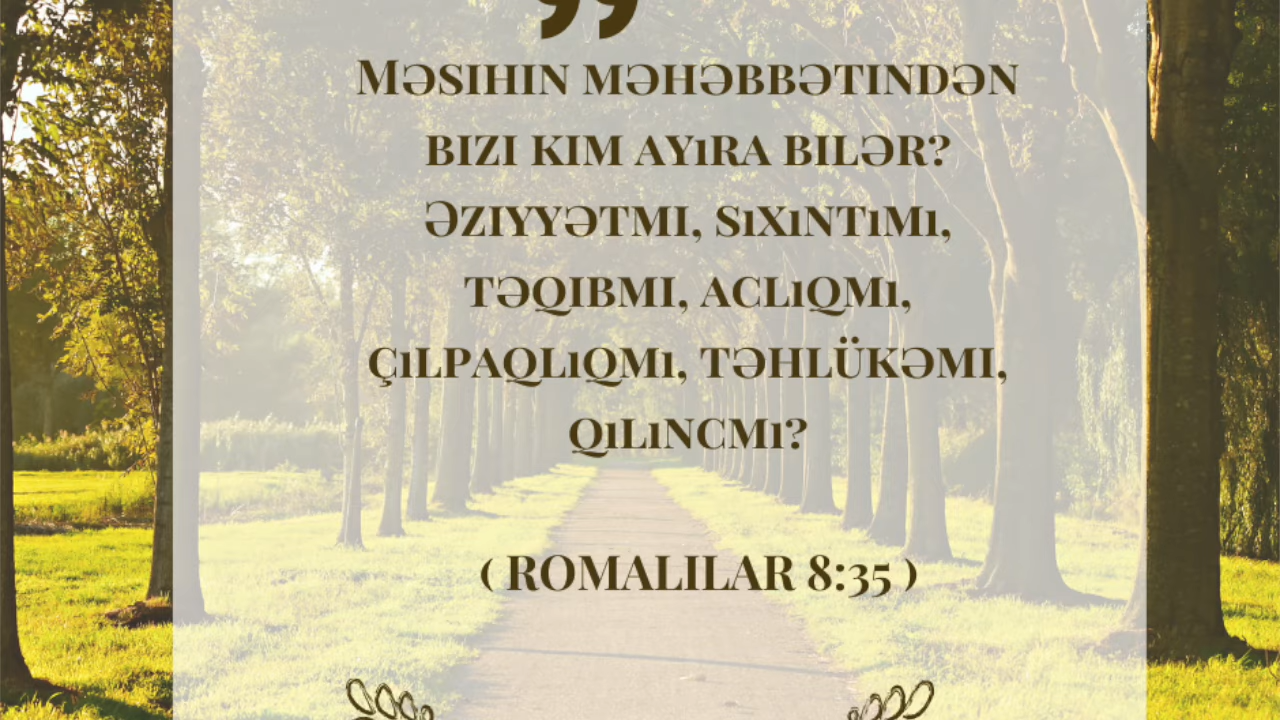 ”
Məsihin məhəbbətindən
bizi kim ayıra bilər?
Əziyyətmi, sıxıntımı,
təqibmi, aclıqmı,
çılpaqlıqmı, təhlükəmi,
qılıncmı?
( ROMALILAR 8:35 )